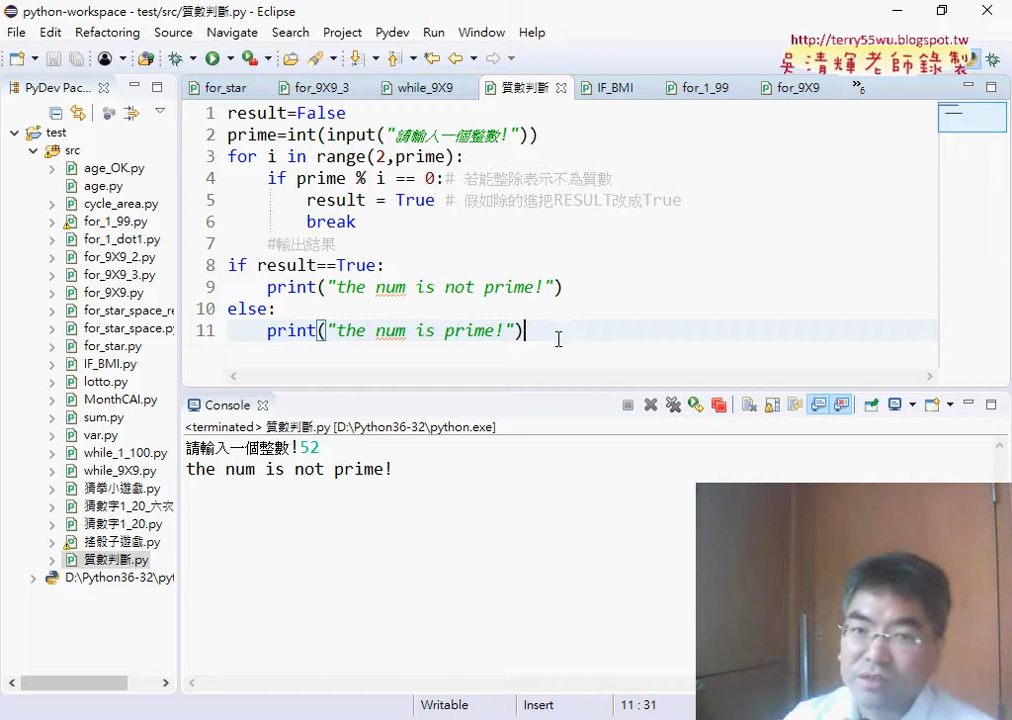 python-workspace - test/src/質數判斷.py - Eclipse
File Edit Refactoring Source Navigate Search Project Pydev Run Window Help
http://terry55wu.blogspot.tw
吳清輝老師錄製
PyDev Pac...
for_star
for_9X9_3
while_9X9
質數判斷
IF_BMI
for_1_99
for_9X9
»6
test
src
age_OK.py
age.py
cycle_area.py
for_1_99.py
for_1_dot1.py
for_9X9_2.py
for_9X9_3.py
for_9X9.py
for_star_space_re
for_star_space.p
for_star.py
IF_BMI.py
lotto.py
MonthCAl.py
sum.py
var.py
while_1_100.py
while_9X9.py
猜拳小遊戲.py
猜數字1_20_六次
猜數字1_20.py
搖骰子遊戲.py
質數判斷.py
D:\Python36-32\pyt
1 result=False
2 prime=int(input("請輸入一個整數!"))
3 for i in range(2,prime):
4 if prime % i == 0:# 若能整除表示不為質數
5 result = True # 假如除的進把RESULT改成True
6 break
7 #輸出結果
8 if result==True:
9 print("the num is not prime!")
10 else:
11 print("the num is prime!")
Console
<terminated> 質數判斷.py [D:\Python36-32\python.exe]
請輸入一個整數!52
the num is not prime!
Writable Insert 11 : 31